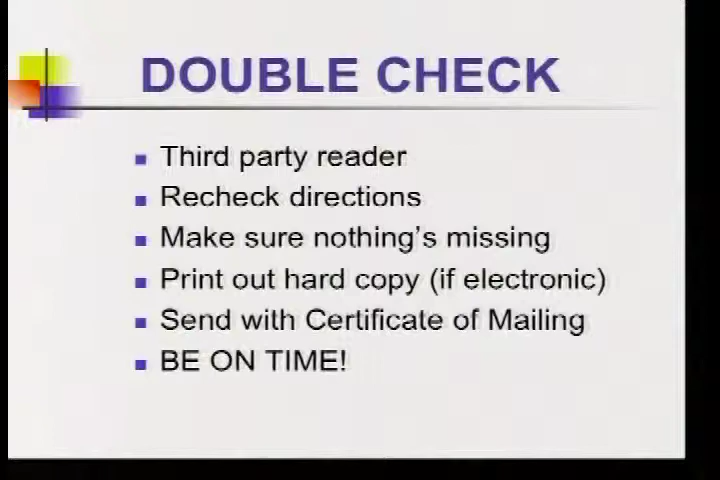 DOUBLE CHECK
Third party reader
Recheck directions
Make sure nothing's missing
Print out hard copy (if electronic)
Send with Certificate of Mailing
BE ON TIME!